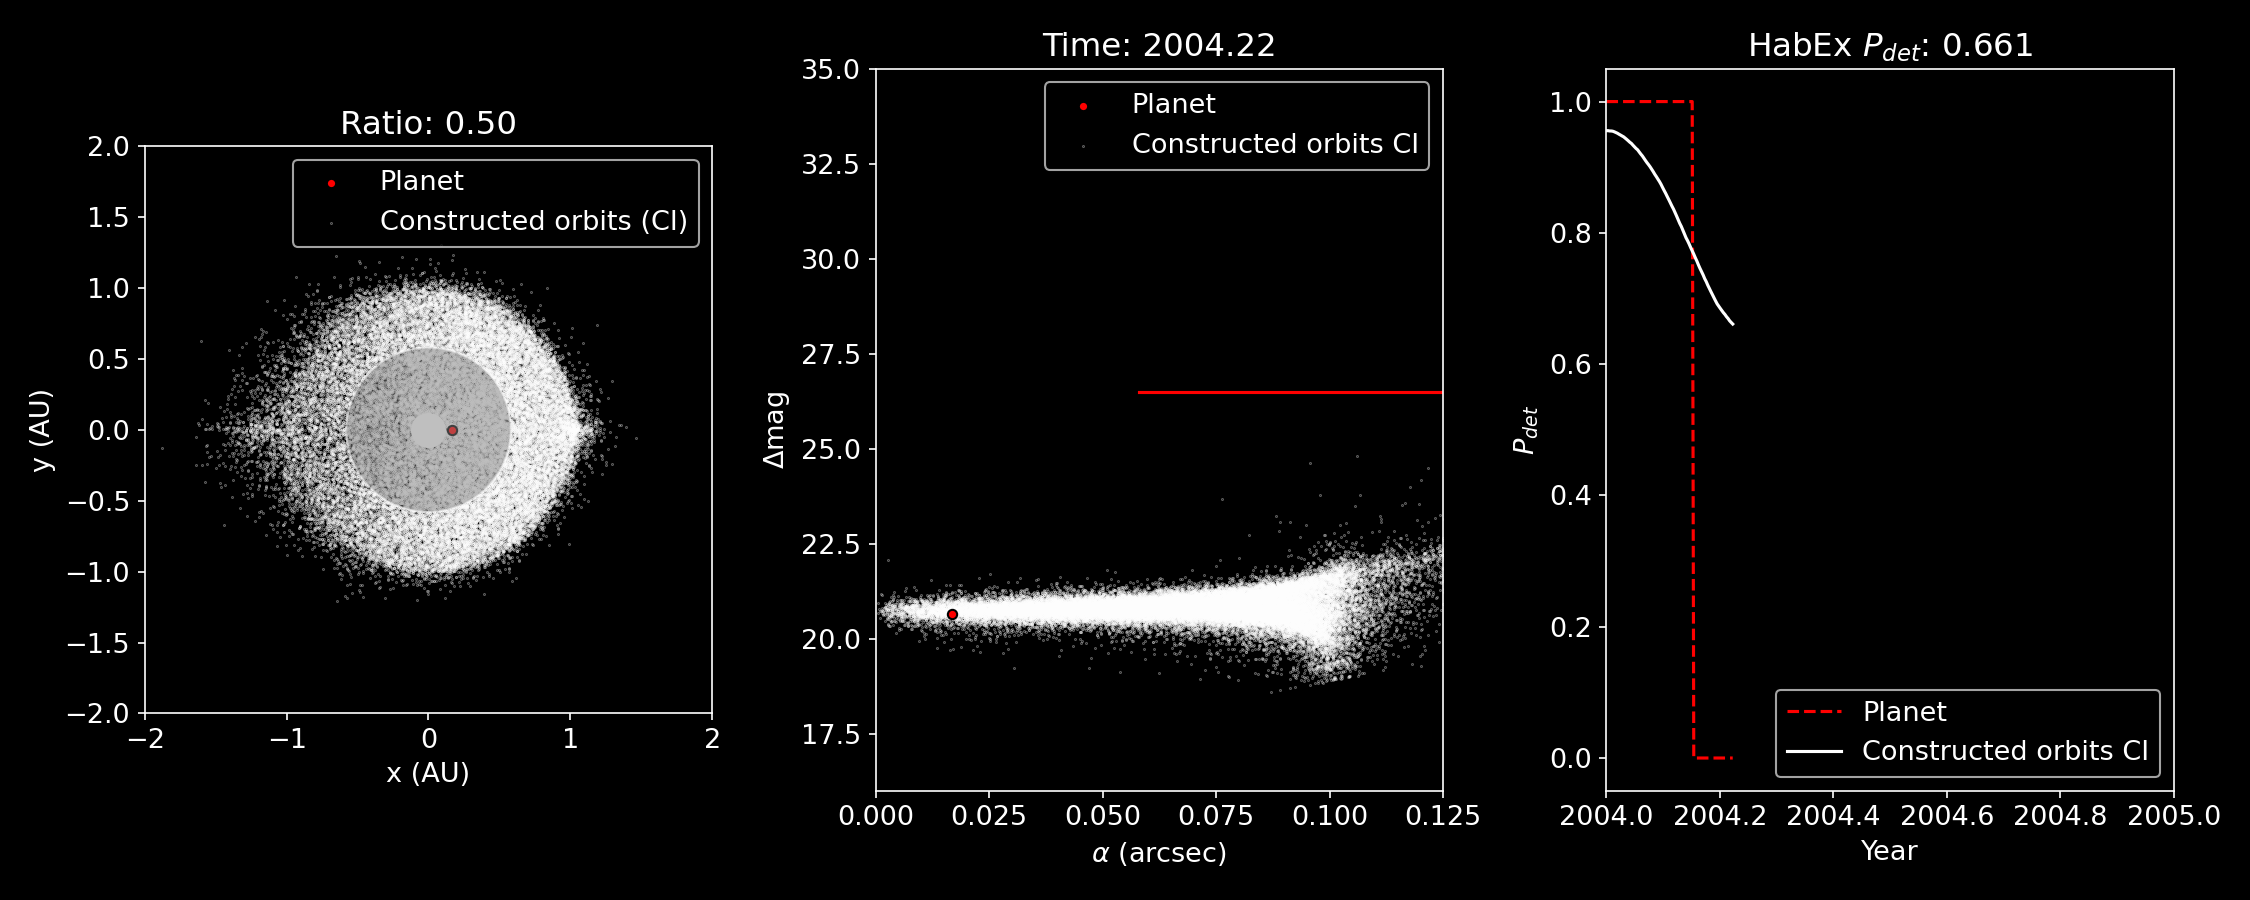 Ratio: 0.50
2.0
1.5
1.0
0.5
0.0
−0.5
−1.0
−1.5
−2.0
y (AU)
−2 −1 0 1 2
x (AU)
Planet
Constructed orbits (CI)
Time: 2004.22
35.0
32.5
30.0
27.5
25.0
22.5
20.0
17.5
Δmag
0.000 0.025 0.050 0.075 0.100 0.125
α (arcsec)
Planet
Constructed orbits CI
HabEx P_det: 0.661
1.0
0.8
0.6
0.4
0.2
0.0
P_det
2004.0 2004.2 2004.4 2004.6 2004.8 2005.0
Year
Planet
Constructed orbits CI